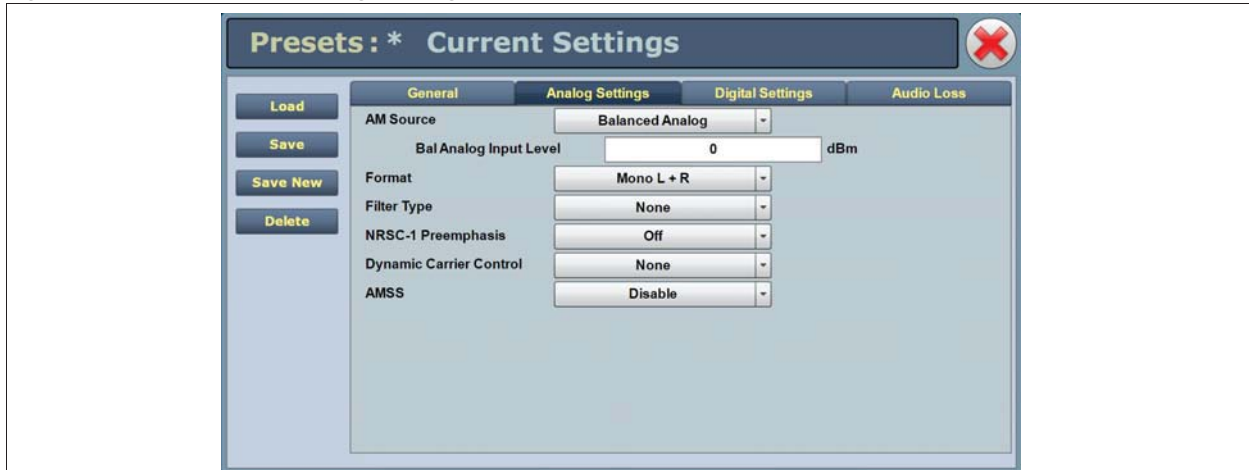 Presets:* Current Settings
Load
Save
Save New
Delete
General Analog Settings Digital Settings Audio Loss
AM Source Balanced Analog
Bal Analog Input Level 0 dBm
Format Mono L + R
Filter Type None
NRSC-1 Preemphasis Off
Dynamic Carrier Control None
AMSS Disable